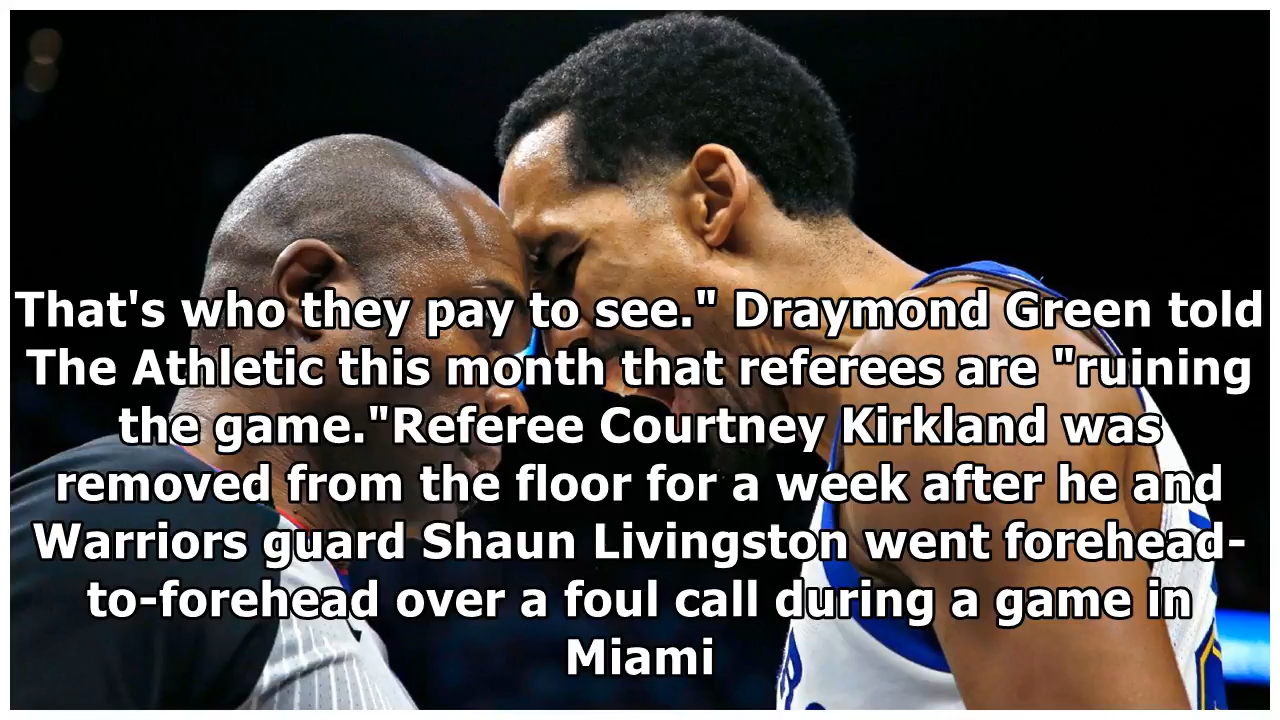 That's who they pay to see." Draymond Green told
The Athletic this month that referees are "ruining
the game."Referee Courtney Kirkland was
removed from the floor for a week after he and
Warriors guard Shaun Livingston went forehead-
to-forehead over a foul call during a game in
Miami